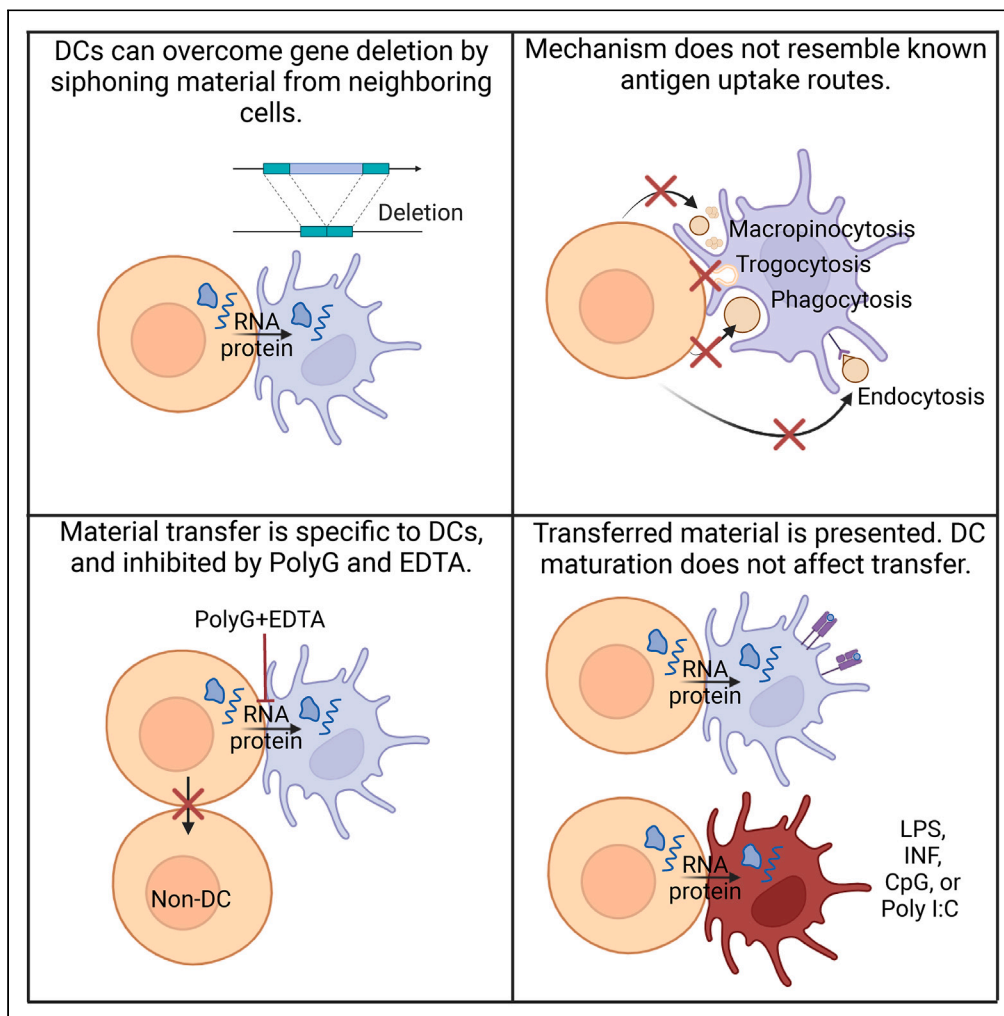 DCs can overcome gene deletion by
siphoning material from neighboring
cells.
Deletion
RNA
protein
Mechanism does not resemble known
antigen uptake routes.
Macropinocytosis
Trogocytosis
Phagocytosis
Endocytosis
Material transfer is specific to DCs,
and inhibited by PolyG and EDTA.
PolyG+EDTA
RNA
protein
Non-DC
Transferred material is presented. DC
maturation does not affect transfer.
RNA
protein
RNA
protein
LPS,
INF,
CpG, or
Poly I:C